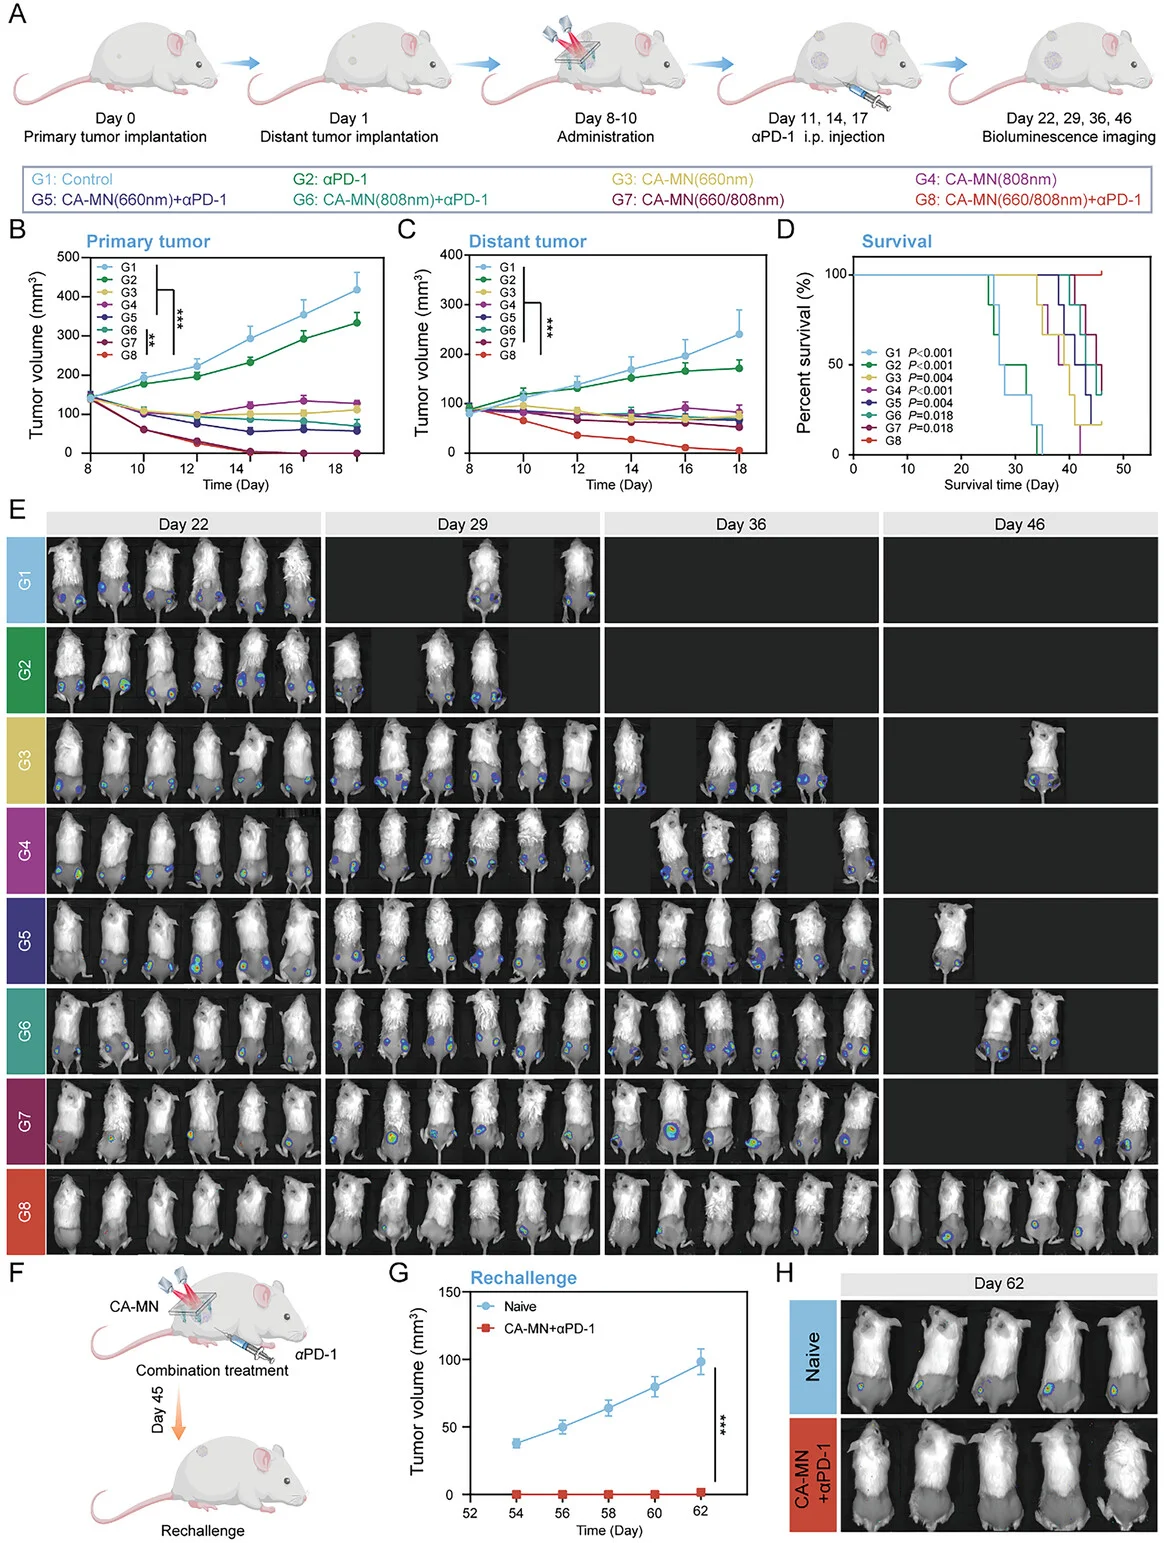 A
Day 0
Primary tumor implantation
Day 1
Distant tumor implantation
Day 8-10
Administration
Day 11, 14, 17
αPD-1 i.p. injection
Day 22, 29, 36, 46
Bioluminescence imaging
G1: Control
G2: αPD-1
G3: CA-MN(660nm)
G4: CA-MN(808nm)
G5: CA-MN(660nm)+αPD-1
G6: CA-MN(808nm)+αPD-1
G7: CA-MN(660/808nm)
G8: CA-MN(660/808nm)+αPD-1
B
Primary tumor
Tumor volume (mm³)
500
400
300
200
100
0
G1
G2
G3
G4
G5
G6
G7
G8
**
***
8
10
12
14
16
18
Time (Day)
C
Distant tumor
Tumor volume (mm³)
400
300
200
100
0
G1
G2
G3
G4
G5
G6
G7
G8
***
8
10
12
14
16
18
Time (Day)
D
Survival
Percent survival (%)
100
50
0
G1 P<0.001
G2 P<0.001
G3 P=0.004
G4 P<0.001
G5 P=0.004
G6 P=0.018
G7 P=0.018
G8
0
10
20
30
40
50
Survival time (Day)
E
Day 22
Day 29
Day 36
Day 46
G1
G2
G3
G4
G5
G6
G7
G8
F
CA-MN
αPD-1
Combination treatment
Day 45
Rechallenge
G
Rechallenge
Tumor volume (mm³)
150
100
50
0
Naive
CA-MN+αPD-1
***
52
54
56
58
60
62
Time (Day)
H
Day 62
Naive
CA-MN
+αPD-1